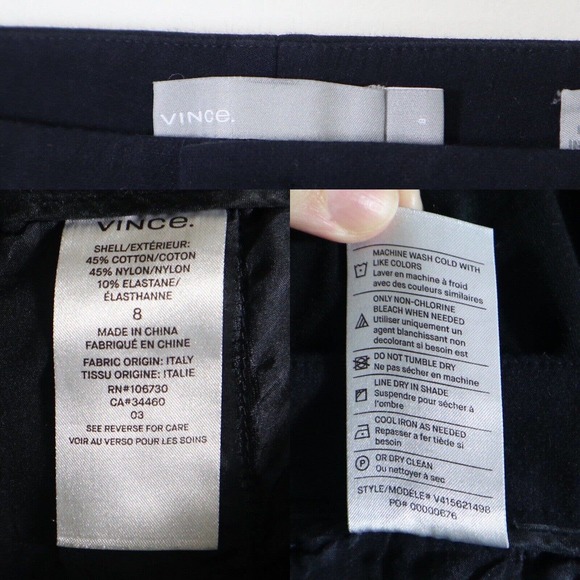 VINCE.
8
IN
VINCE.
SHELL/EXTÉRIEUR:
45% COTTON/COTON
45% NYLON/NYLON
10% ELASTANE/
ÉLASTHANNE
8
MADE IN CHINA
FABRIQUÉ EN CHINE
FABRIC ORIGIN: ITALY
TISSU ORIGINE: ITALIE
RN#106730
CA#34460
03
SEE REVERSE FOR CARE
VOIR AU VERSO POUR LES SOINS
MACHINE WASH COLD WITH
LIKE COLORS
Laver en machine à froid
avec des couleurs similaires
ONLY NON-CHLORINE
BLEACH WHEN NEEDED
Utiliser uniquement un
agent blanchissant non
decolorant si besoin est
DO NOT TUMBLE DRY
Ne pas sécher en machine
LINE DRY IN SHADE
Suspendre pour sécher à
l'ombre
COOL IRON AS NEEDED
Repasser a fer tiède si
besoin
P
OR DRY CLEAN
Ou nettoyer à sec
STYLE/MODÈLE# V415621498
PO# 00000676